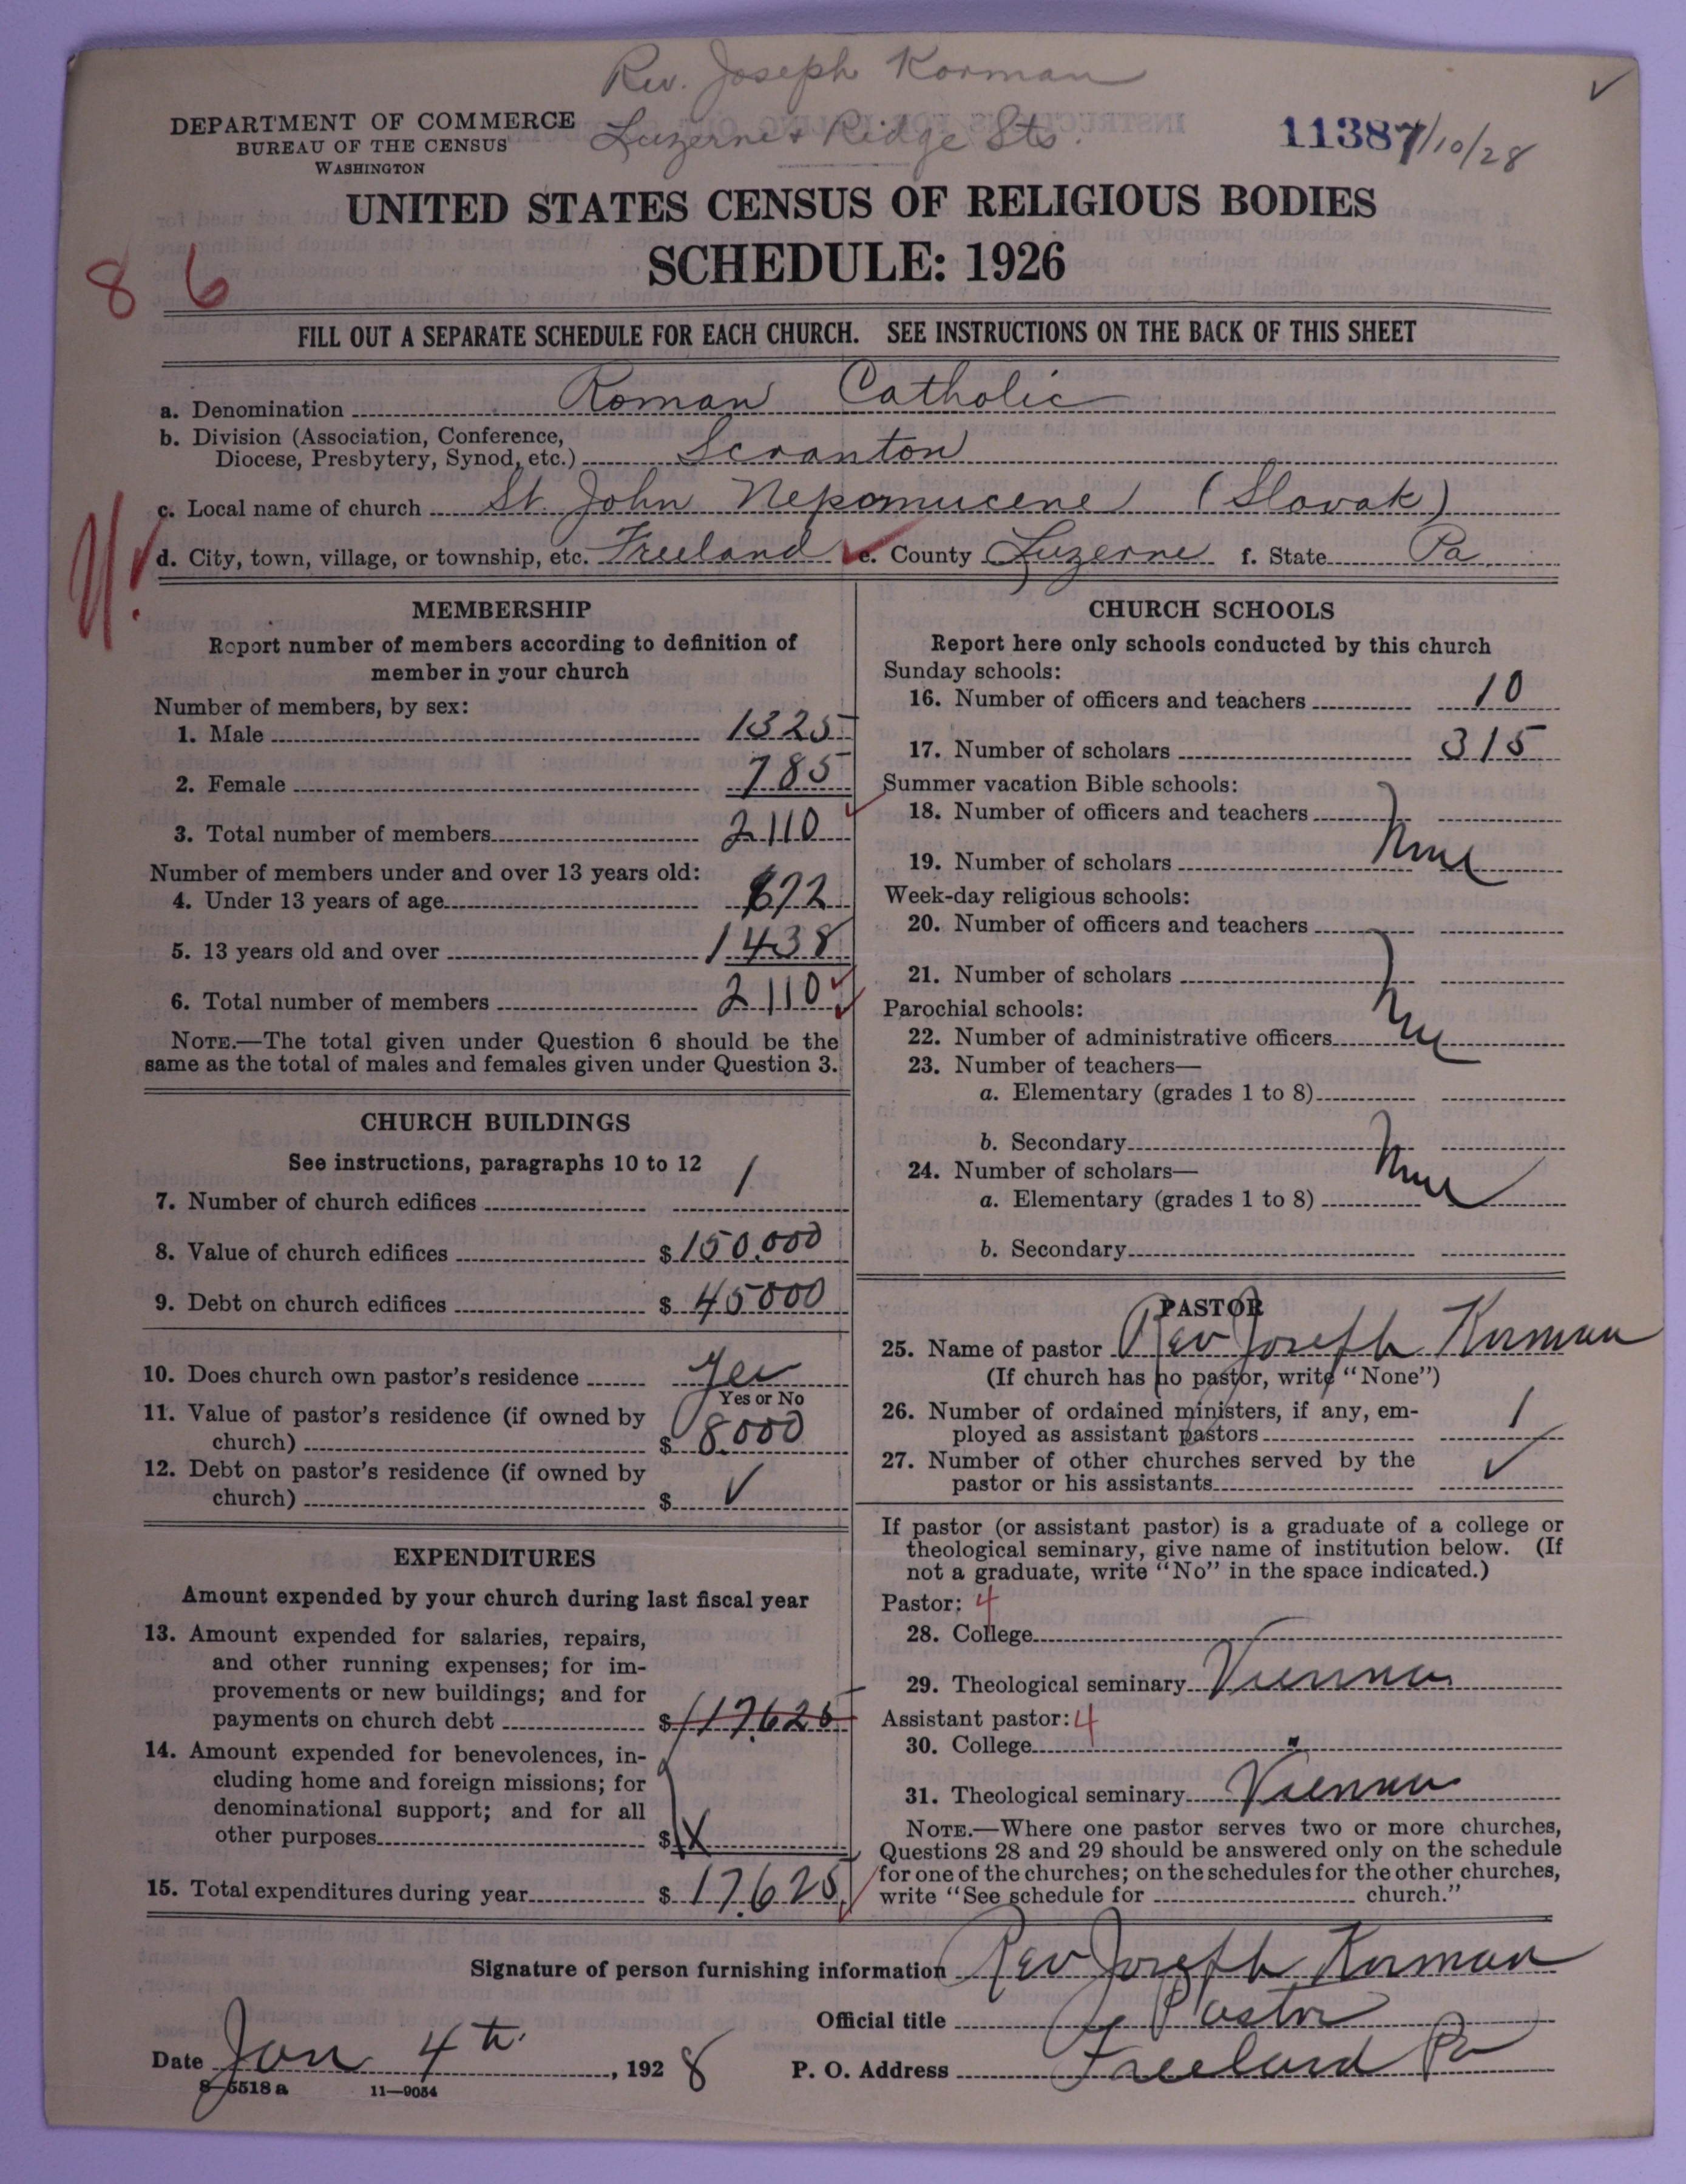 Rev. Joseph Korman
Luzerne & Ridge Sts.
DEPARTMENT OF COMMERCE
BUREAU OF THE CENSUS
WASHINGTON
11387 1/10/28
UNITED STATES CENSUS OF RELIGIOUS BODIES
SCHEDULE: 1926
8 6
FILL OUT A SEPARATE SCHEDULE FOR EACH CHURCH. SEE INSTRUCTIONS ON THE BACK OF THIS SHEET
a. Denomination Roman Catholic
b. Division (Association, Conference,
Diocese, Presbytery, Synod, etc.) Scranton
c. Local name of church St. John Nepomucene (Slovak)
d. City, town, village, or township, etc. Freeland e. County Luzerne f. State Pa
MEMBERSHIP
Report number of members according to definition of
member in your church
Number of members, by sex:
1. Male 1325
2. Female 785
3. Total number of members 2110
Number of members under and over 13 years old:
4. Under 13 years of age 672
5. 13 years old and over 1438
6. Total number of members 2110
NOTE.—The total given under Question 6 should be the
same as the total of males and females given under Question 3.
CHURCH BUILDINGS
See instructions, paragraphs 10 to 12
7. Number of church edifices 1
8. Value of church edifices $150.000
9. Debt on church edifices $45000
10. Does church own pastor's residence Yes
Yes or No
11. Value of pastor's residence (if owned by
church) $8.000
12. Debt on pastor's residence (if owned by
church) $ ✓
EXPENDITURES
Amount expended by your church during last fiscal year
13. Amount expended for salaries, repairs,
and other running expenses; for im-
provements or new buildings; and for
payments on church debt $17.625
14. Amount expended for benevolences, in-
cluding home and foreign missions; for
denominational support; and for all
other purposes $ X
15. Total expenditures during year $17.625
CHURCH SCHOOLS
Report here only schools conducted by this church
Sunday schools:
16. Number of officers and teachers 10
17. Number of scholars 315
Summer vacation Bible schools:
18. Number of officers and teachers
19. Number of scholars None
Week-day religious schools:
20. Number of officers and teachers
21. Number of scholars
Parochial schools:
22. Number of administrative officers
23. Number of teachers—
a. Elementary (grades 1 to 8)
b. Secondary None
24. Number of scholars—
a. Elementary (grades 1 to 8)
b. Secondary
PASTOR
25. Name of pastor Rev Joseph Korman
(If church has no pastor, write "None")
26. Number of ordained ministers, if any, em-
ployed as assistant pastors 1
27. Number of other churches served by the
pastor or his assistants ✓
If pastor (or assistant pastor) is a graduate of a college or
theological seminary, give name of institution below. (If
not a graduate, write "No" in the space indicated.)
Pastor: 4
28. College
29. Theological seminary Vienna
Assistant pastor: 4
30. College
31. Theological seminary Vienna
NOTE.—Where one pastor serves two or more churches,
Questions 28 and 29 should be answered only on the schedule
for one of the churches; on the schedules for the other churches,
write "See schedule for church."
Signature of person furnishing information Rev Joseph Korman
Official title Pastor
Date Jan 4th, 1928 P. O. Address Freeland Pa
8—5518 a 11—9054